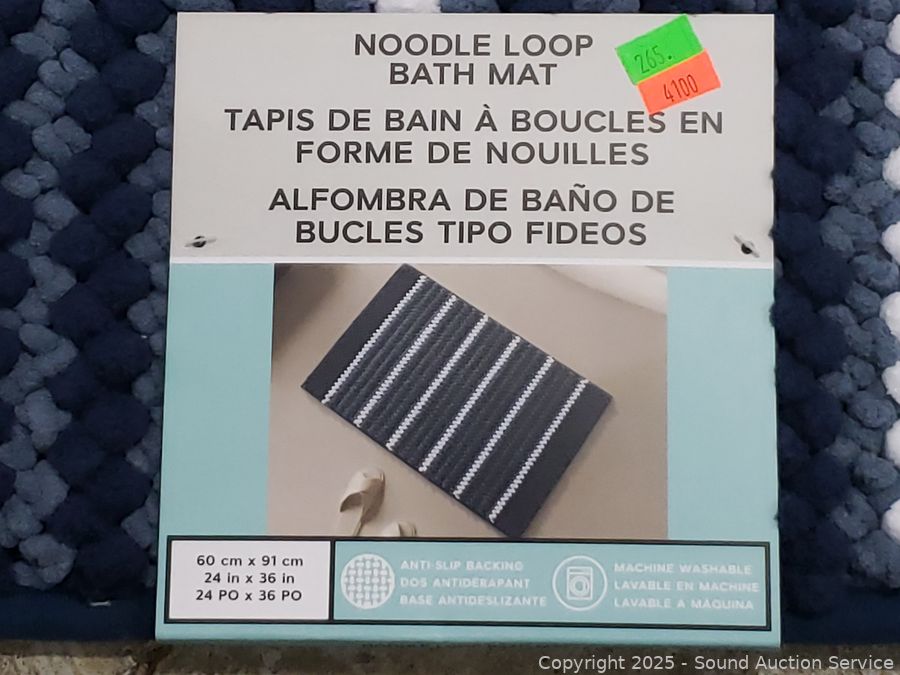 NOODLE LOOP
BATH MAT
265.
4100
TAPIS DE BAIN À BOUCLES EN
FORME DE NOUILLES
ALFOMBRA DE BAÑO DE
BUCLES TIPO FIDEOS
60 cm x 91 cm
24 in x 36 in
24 PO x 36 PO
ANTI SLIP BACKING
DOS ANTIDÉRAPANT
BASE ANTIDESLIZANTE
MACHINE WASHABLE
LAVABLE EN MACHINE
LAVABLE A MÁQUINA
Copyright 2025 - Sound Auction Service